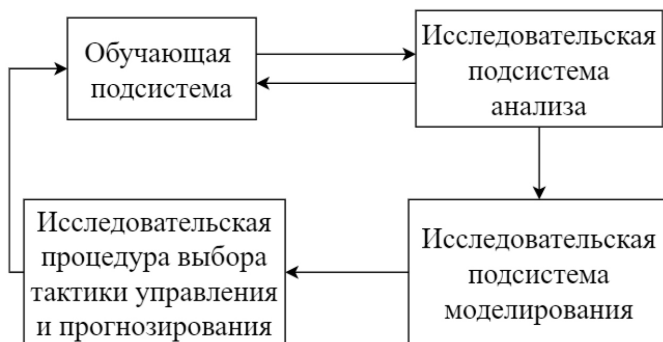 Обучающая
подсистема
Исследовательская
подсистема
анализа
Исследовательская
процедура выбора
тактики управления
и прогнозирования
Исследовательская
подсистема
моделирования